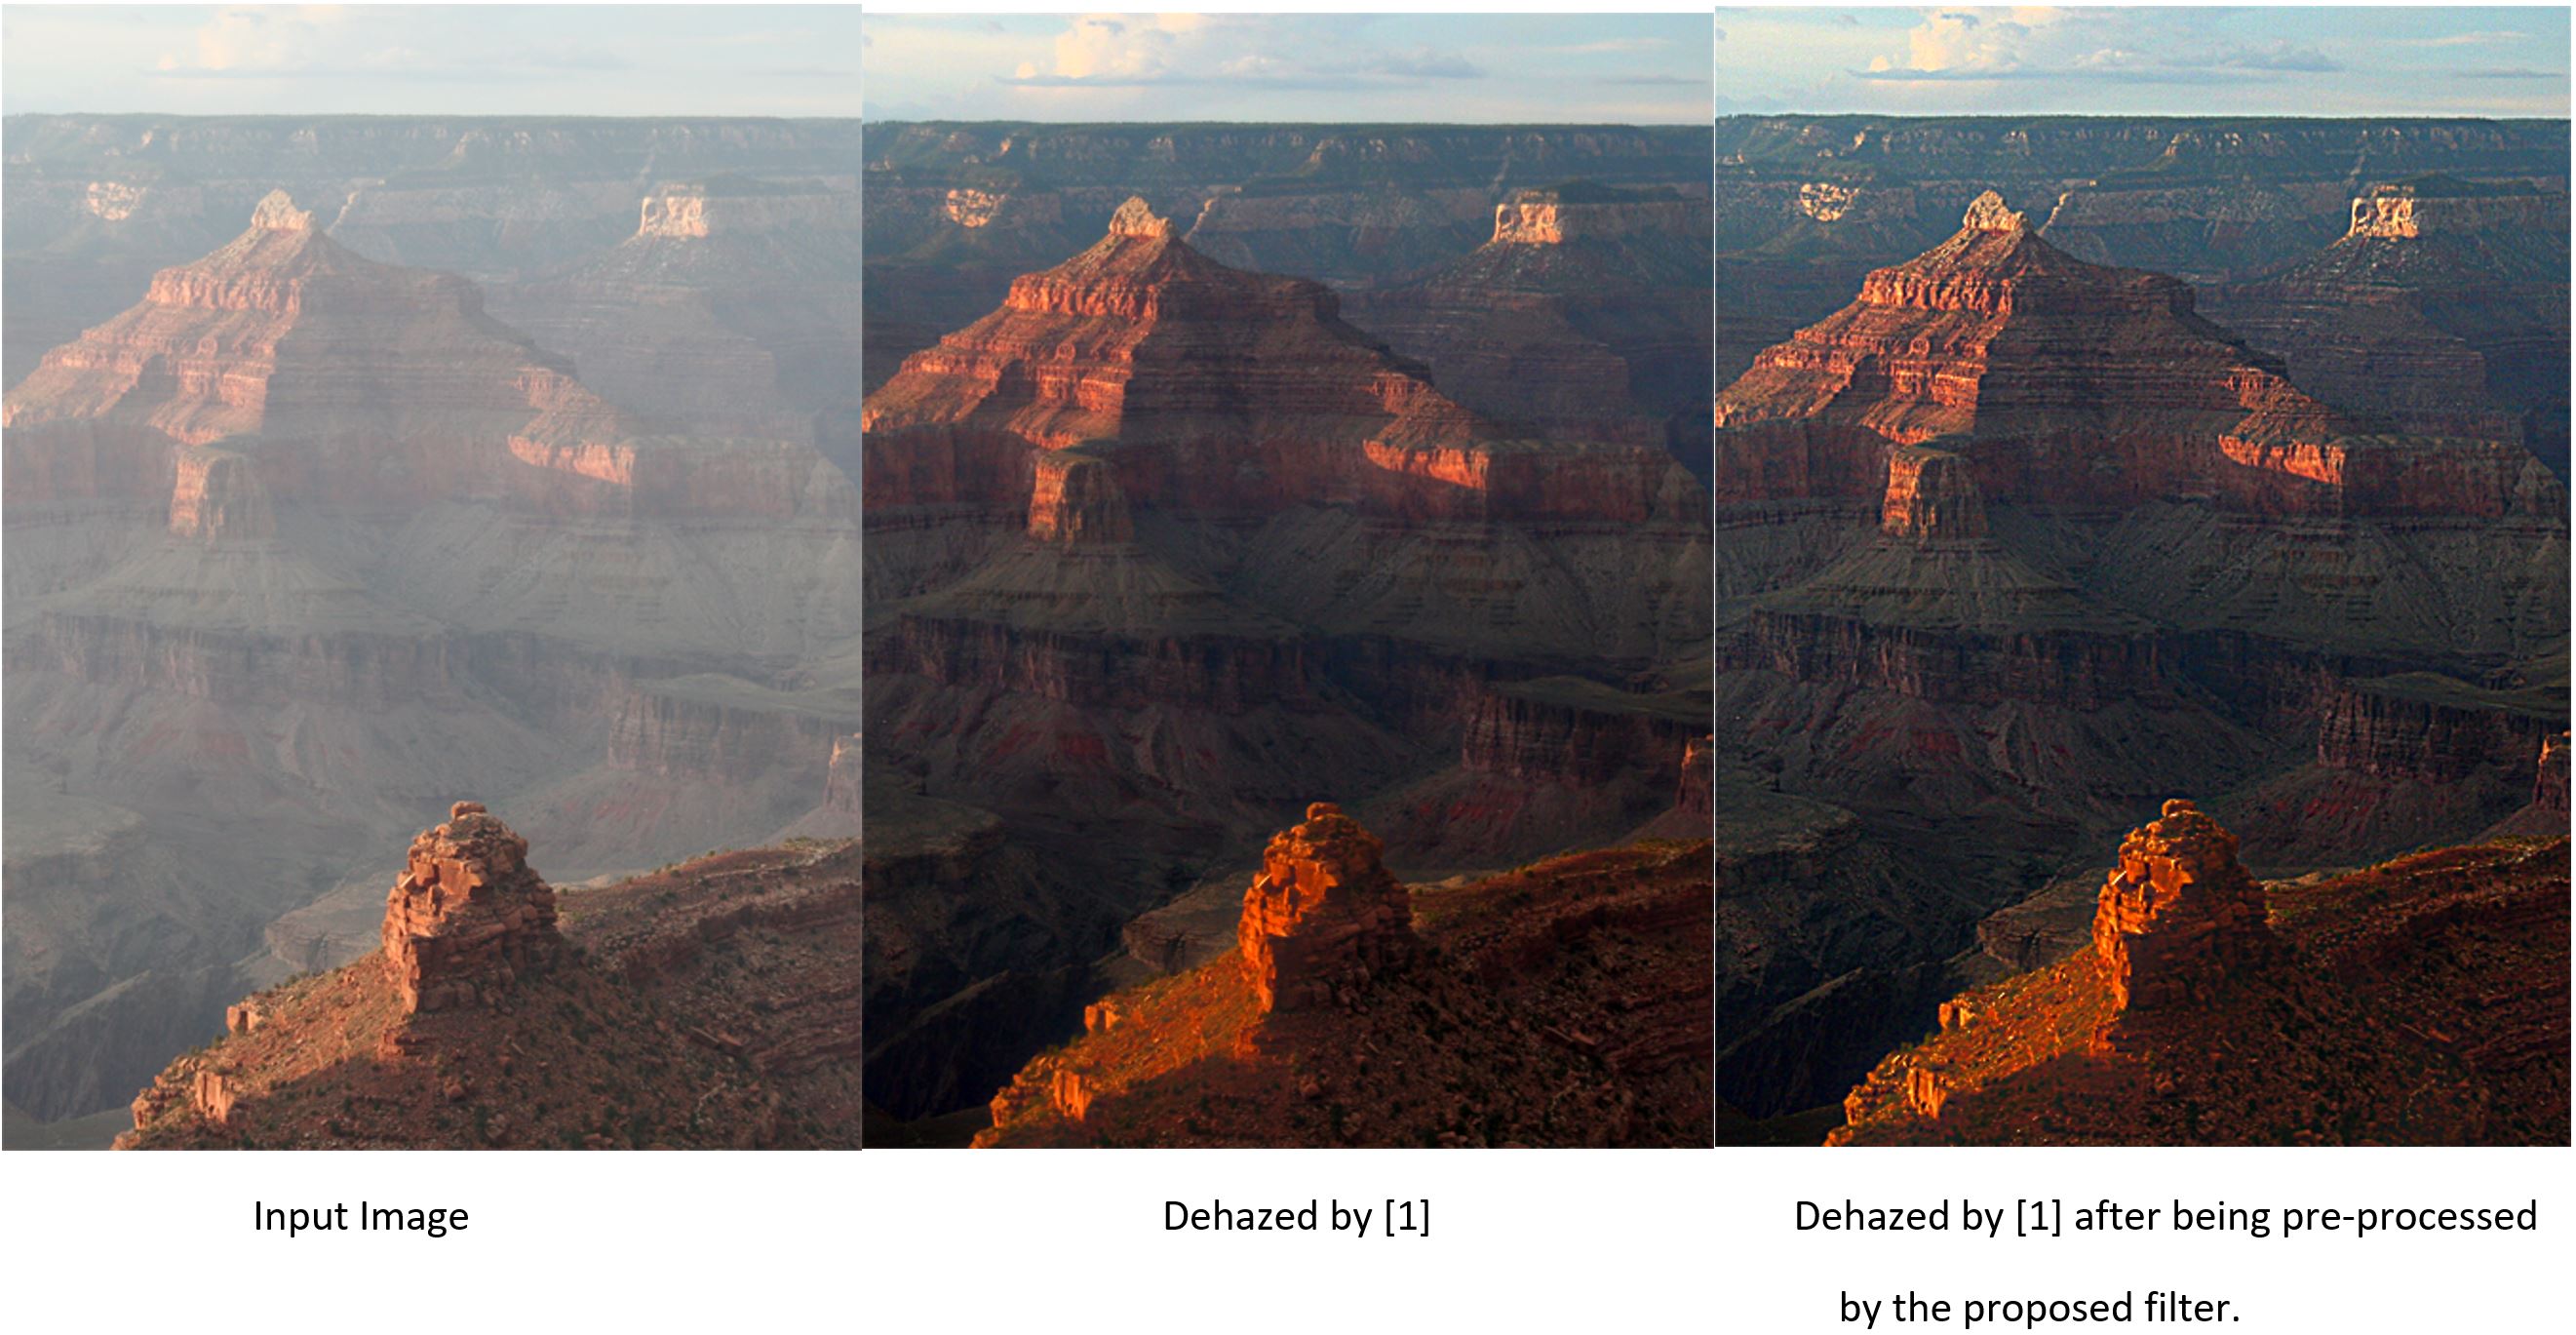 Input Image
Dehazed by [1]
Dehazed by [1] after being pre-processed
by the proposed filter.